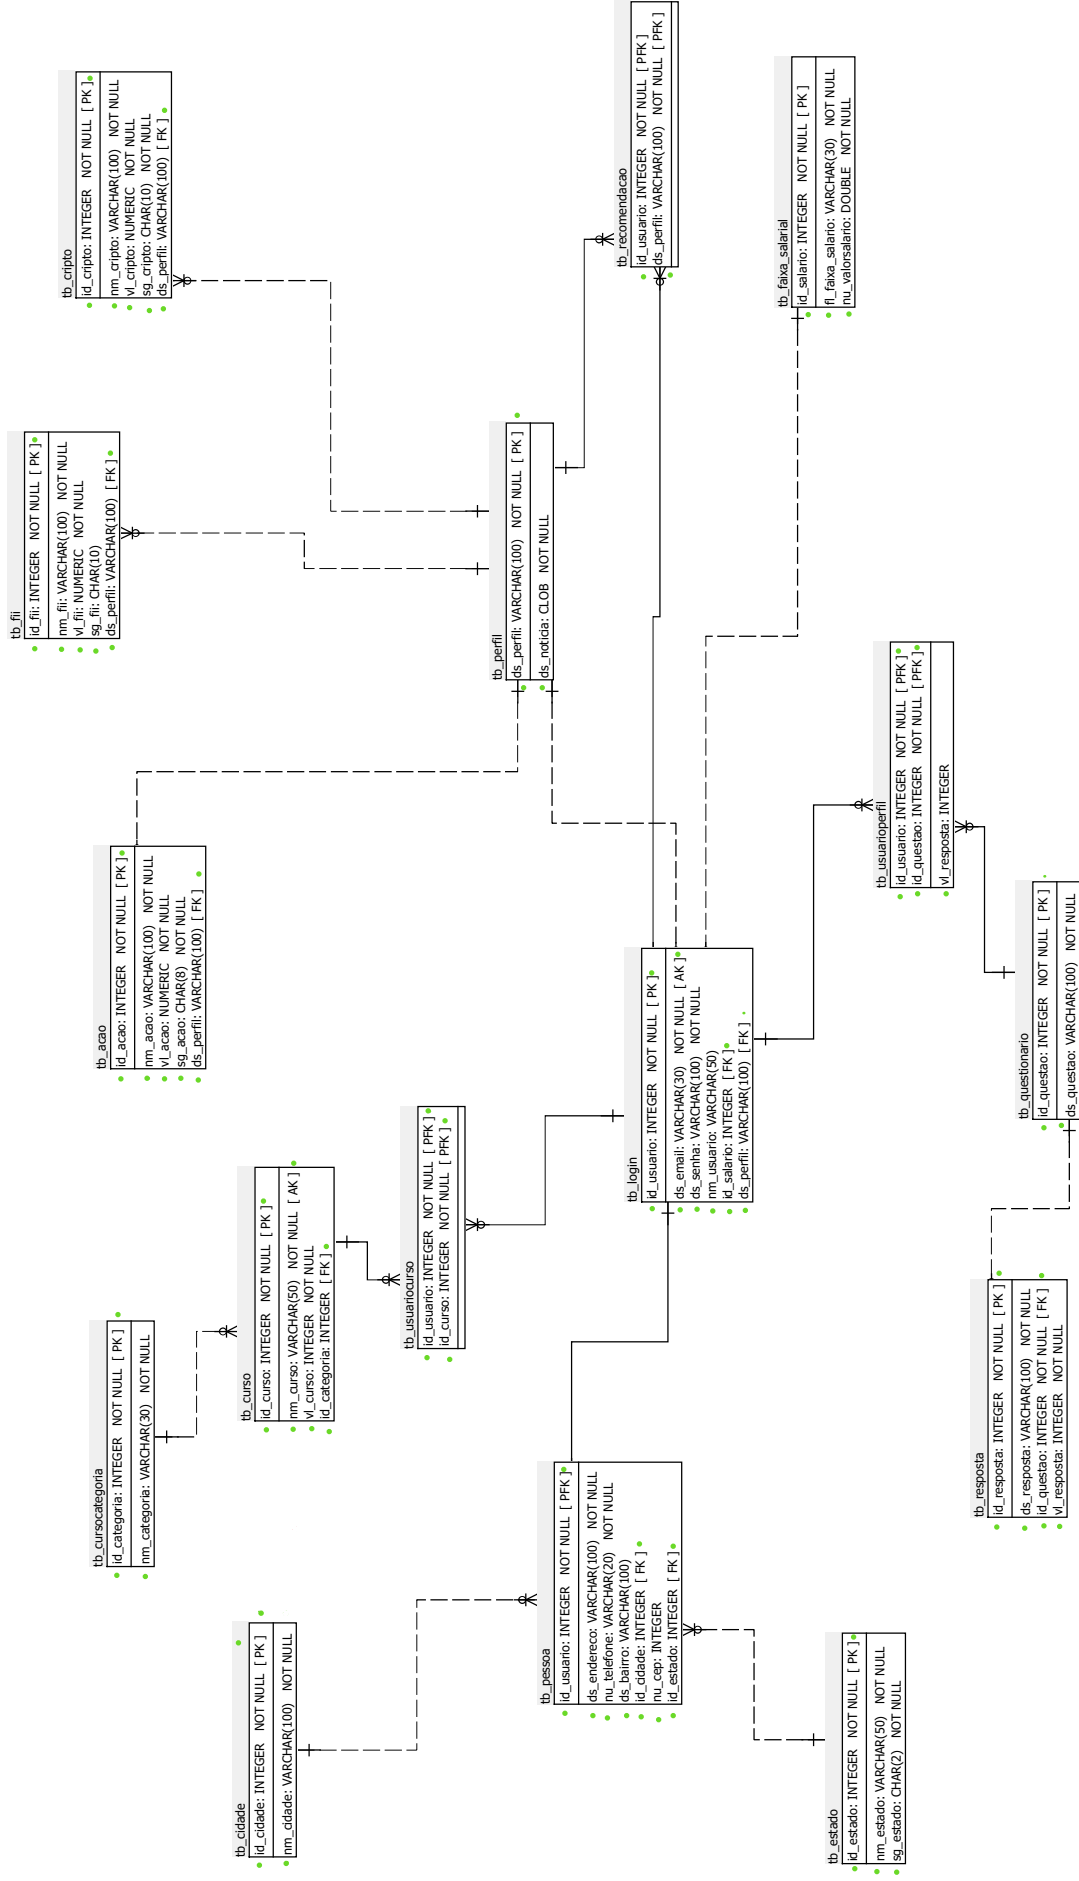 tb_cripto
id_cripto: INTEGER NOT NULL [ PK ]
nm_cripto: VARCHAR(100) NOT NULL
vl_cripto: NUMERIC NOT NULL
sg_cripto: CHAR(10) NOT NULL
ds_perfil: VARCHAR(100) [ FK ]
tb_fii
id_fii: INTEGER NOT NULL [ PK ]
nm_fii: VARCHAR(100) NOT NULL
vl_fii: NUMERIC NOT NULL
sg_fii: CHAR(10)
ds_perfil: VARCHAR(100) [ FK ]
tb_acao
id_acao: INTEGER NOT NULL [ PK ]
nm_acao: VARCHAR(100) NOT NULL
vl_acao: NUMERIC NOT NULL
sg_acao: CHAR(8) NOT NULL
ds_perfil: VARCHAR(100) [ FK ]
tb_cursocategoria
id_categoria: INTEGER NOT NULL [ PK ]
nm_categoria: VARCHAR(30) NOT NULL
tb_curso
id_curso: INTEGER NOT NULL [ PK ]
nm_curso: VARCHAR(50) NOT NULL [ AK ]
vl_curso: INTEGER NOT NULL
id_categoria: INTEGER [ FK ]
tb_cidade
id_cidade: INTEGER NOT NULL [ PK ]
nm_cidade: VARCHAR(100) NOT NULL
tb_usuariocurso
id_usuario: INTEGER NOT NULL [ PFK ]
id_curso: INTEGER NOT NULL [ PFK ]
tb_perfil
ds_perfil: VARCHAR(100) NOT NULL [ PK ]
ds_noticia: CLOB NOT NULL
tb_recomendacao
id_usuario: INTEGER NOT NULL [ PFK ]
ds_perfil: VARCHAR(100) NOT NULL [ PFK ]
tb_pessoa
id_usuario: INTEGER NOT NULL [ PFK ]
ds_endereco: VARCHAR(100) NOT NULL
nu_telefone: VARCHAR(20) NOT NULL
ds_bairro: VARCHAR(100)
id_cidade: INTEGER [ FK ]
nu_cep: INTEGER
id_estado: INTEGER [ FK ]
tb_login
id_usuario: INTEGER NOT NULL [ PK ]
ds_email: VARCHAR(30) NOT NULL [ AK ]
ds_senha: VARCHAR(100) NOT NULL
nm_usuario: VARCHAR(50)
id_salario: INTEGER [ FK ]
ds_perfil: VARCHAR(100) [ FK ]
tb_faixa_salarial
id_salario: INTEGER NOT NULL [ PK ]
fl_faixa_salario: VARCHAR(30) NOT NULL
nu_valorsalario: DOUBLE NOT NULL
tb_estado
id_estado: INTEGER NOT NULL [ PK ]
nm_estado: VARCHAR(50) NOT NULL
sg_estado: CHAR(2) NOT NULL
tb_usuarioperfil
id_usuario: INTEGER NOT NULL [ PFK ]
id_questao: INTEGER NOT NULL [ PFK ]
vl_resposta: INTEGER
tb_resposta
id_resposta: INTEGER NOT NULL [ PK ]
ds_resposta: VARCHAR(100) NOT NULL
id_questao: INTEGER NOT NULL [ FK ]
vl_resposta: INTEGER NOT NULL
tb_questionario
id_questao: INTEGER NOT NULL [ PK ]
ds_questao: VARCHAR(100) NOT NULL